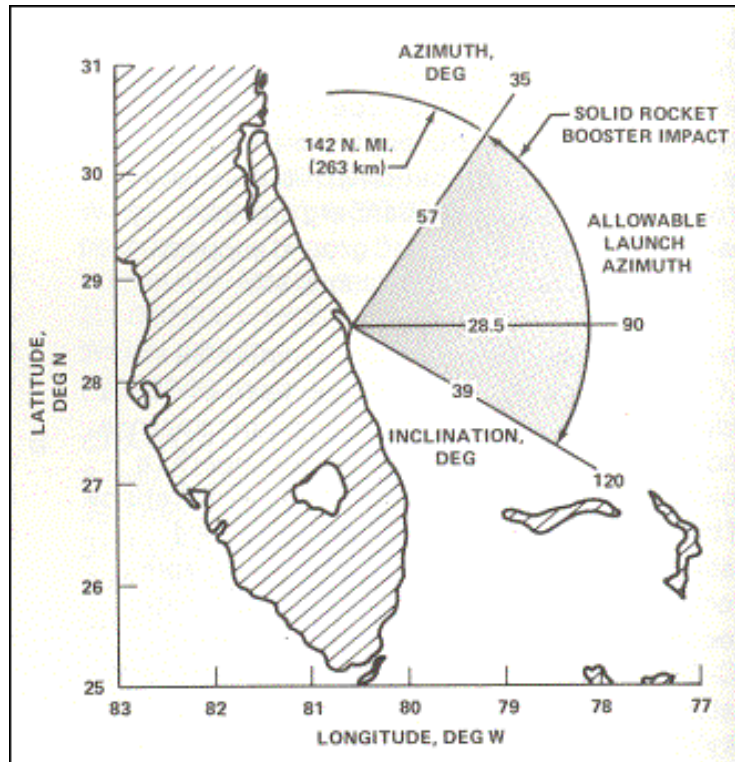 AZIMUTH,
DEG
35
SOLID ROCKET
BOOSTER IMPACT
142 N. MI.
(263 km)
57
ALLOWABLE
LAUNCH
AZIMUTH
28.5
90
39
INCLINATION,
DEG
120
LATITUDE,
DEG N
31
30
29
28
27
26
25
83
82
81
80
79
78
77
LONGITUDE, DEG W